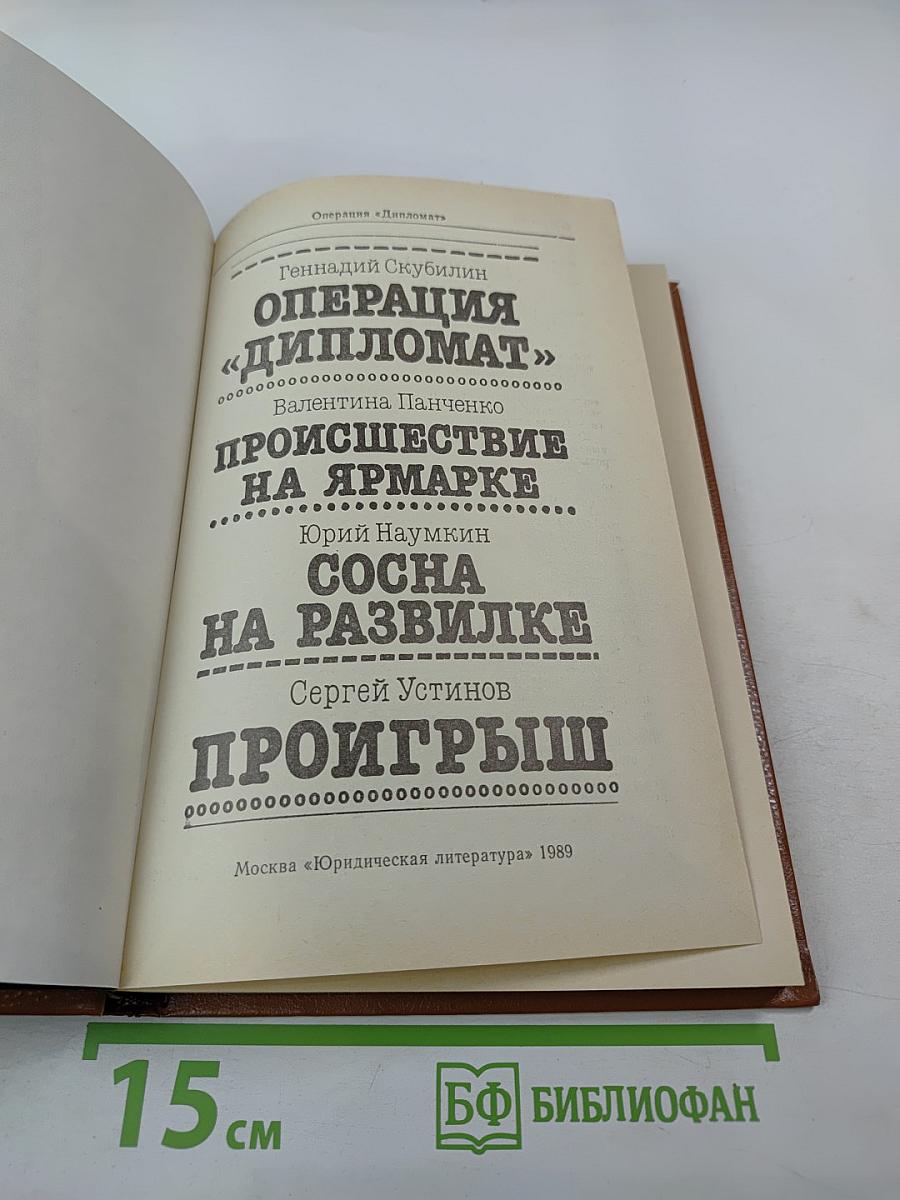 Операция «Дипломат»
Геннадий Скубилин
ОПЕРАЦИЯ
«ДИПЛОМАТ»
Валентина Панченко
ПРОИСШЕСТВИЕ
НА ЯРМАРКЕ
Юрий Наумкин
СОСНА
НА РАЗВИЛКЕ
Сергей Устинов
ПРОИГРЫШ
Москва «Юридическая литература» 1989
15 см
БФ БИБЛИОФАН